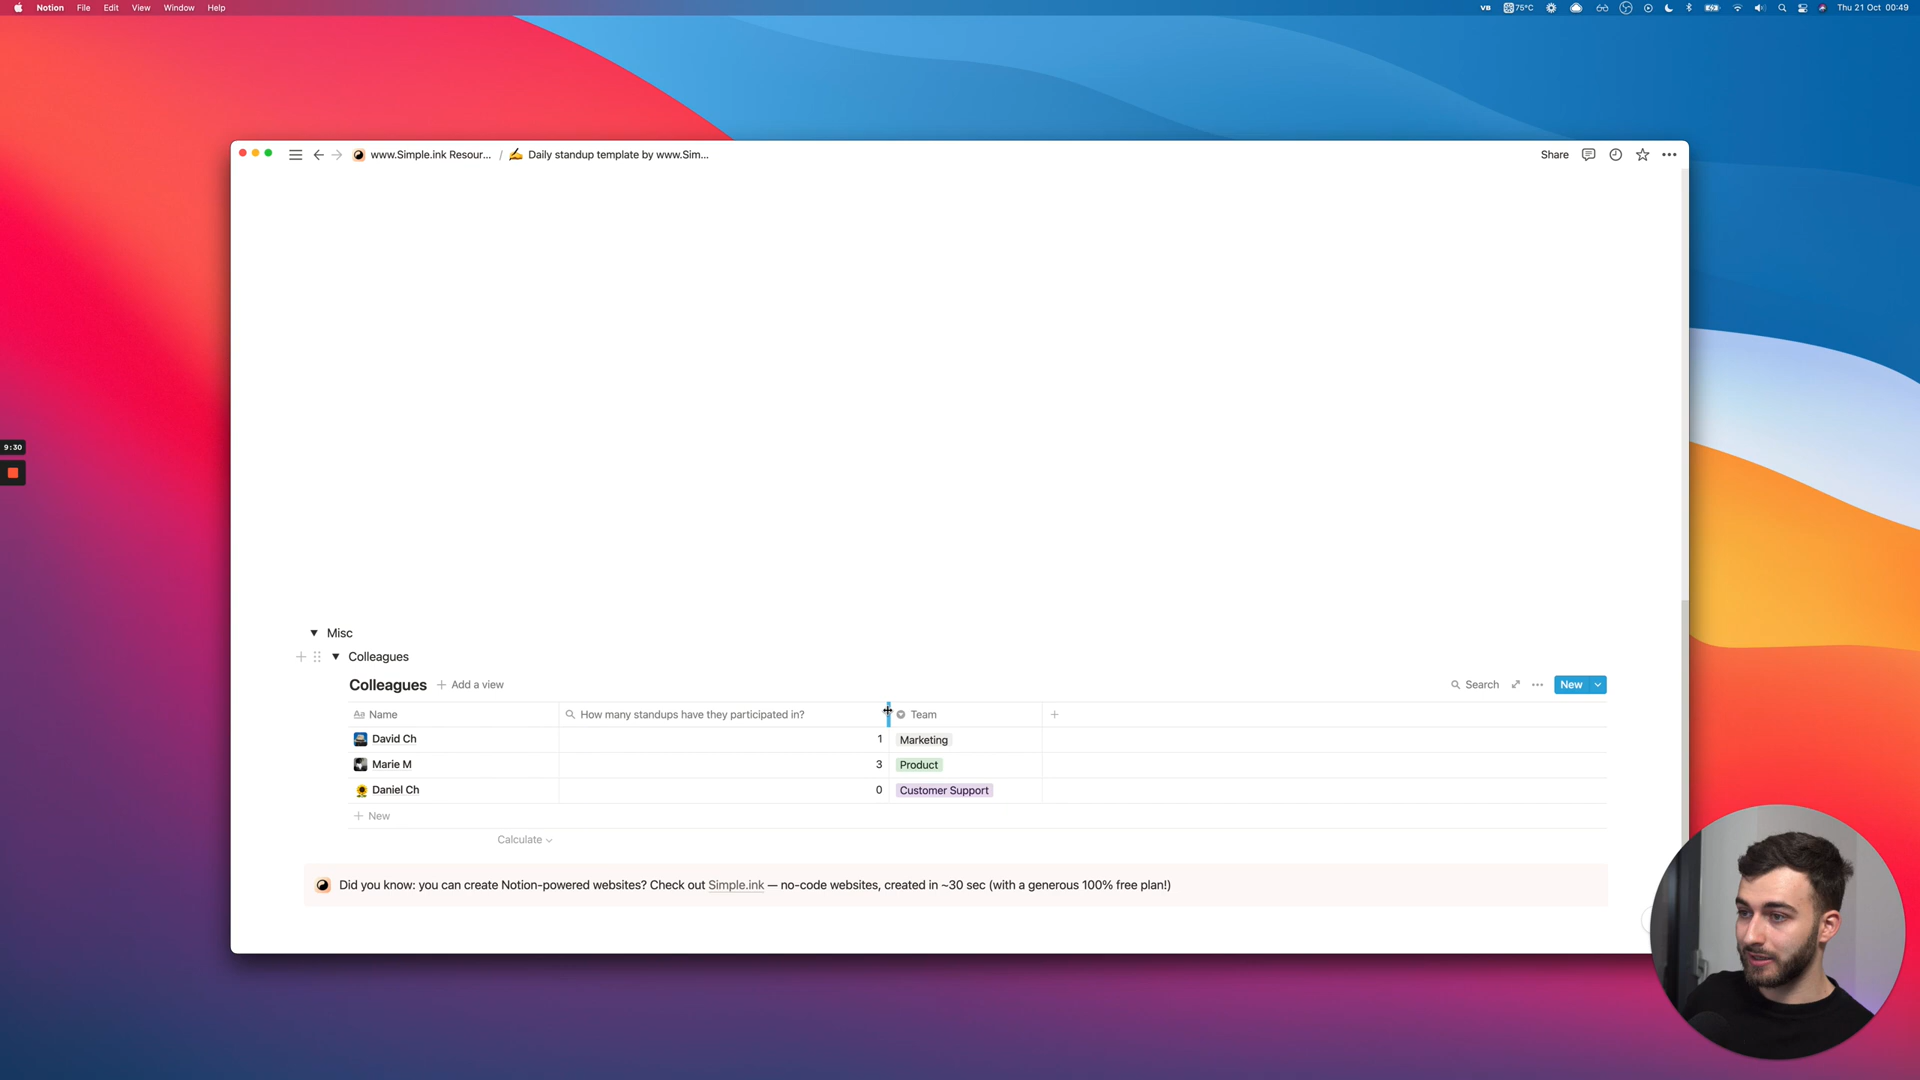 Notion File Edit View Window Help
VB 75°C Thu 21 Oct 00:49
www.Simple.ink Resour... / Daily standup template by www.Sim...
Share
9:30
Misc
Colleagues
Colleagues + Add a view
Search New
Aa Name How many standups have they participated in? Team +
David Ch 1 Marketing
Marie M 3 Product
Daniel Ch 0 Customer Support
+ New
Calculate
Did you know: you can create Notion-powered websites? Check out Simple.ink — no-code websites, created in ~30 sec (with a generous 100% free plan!)